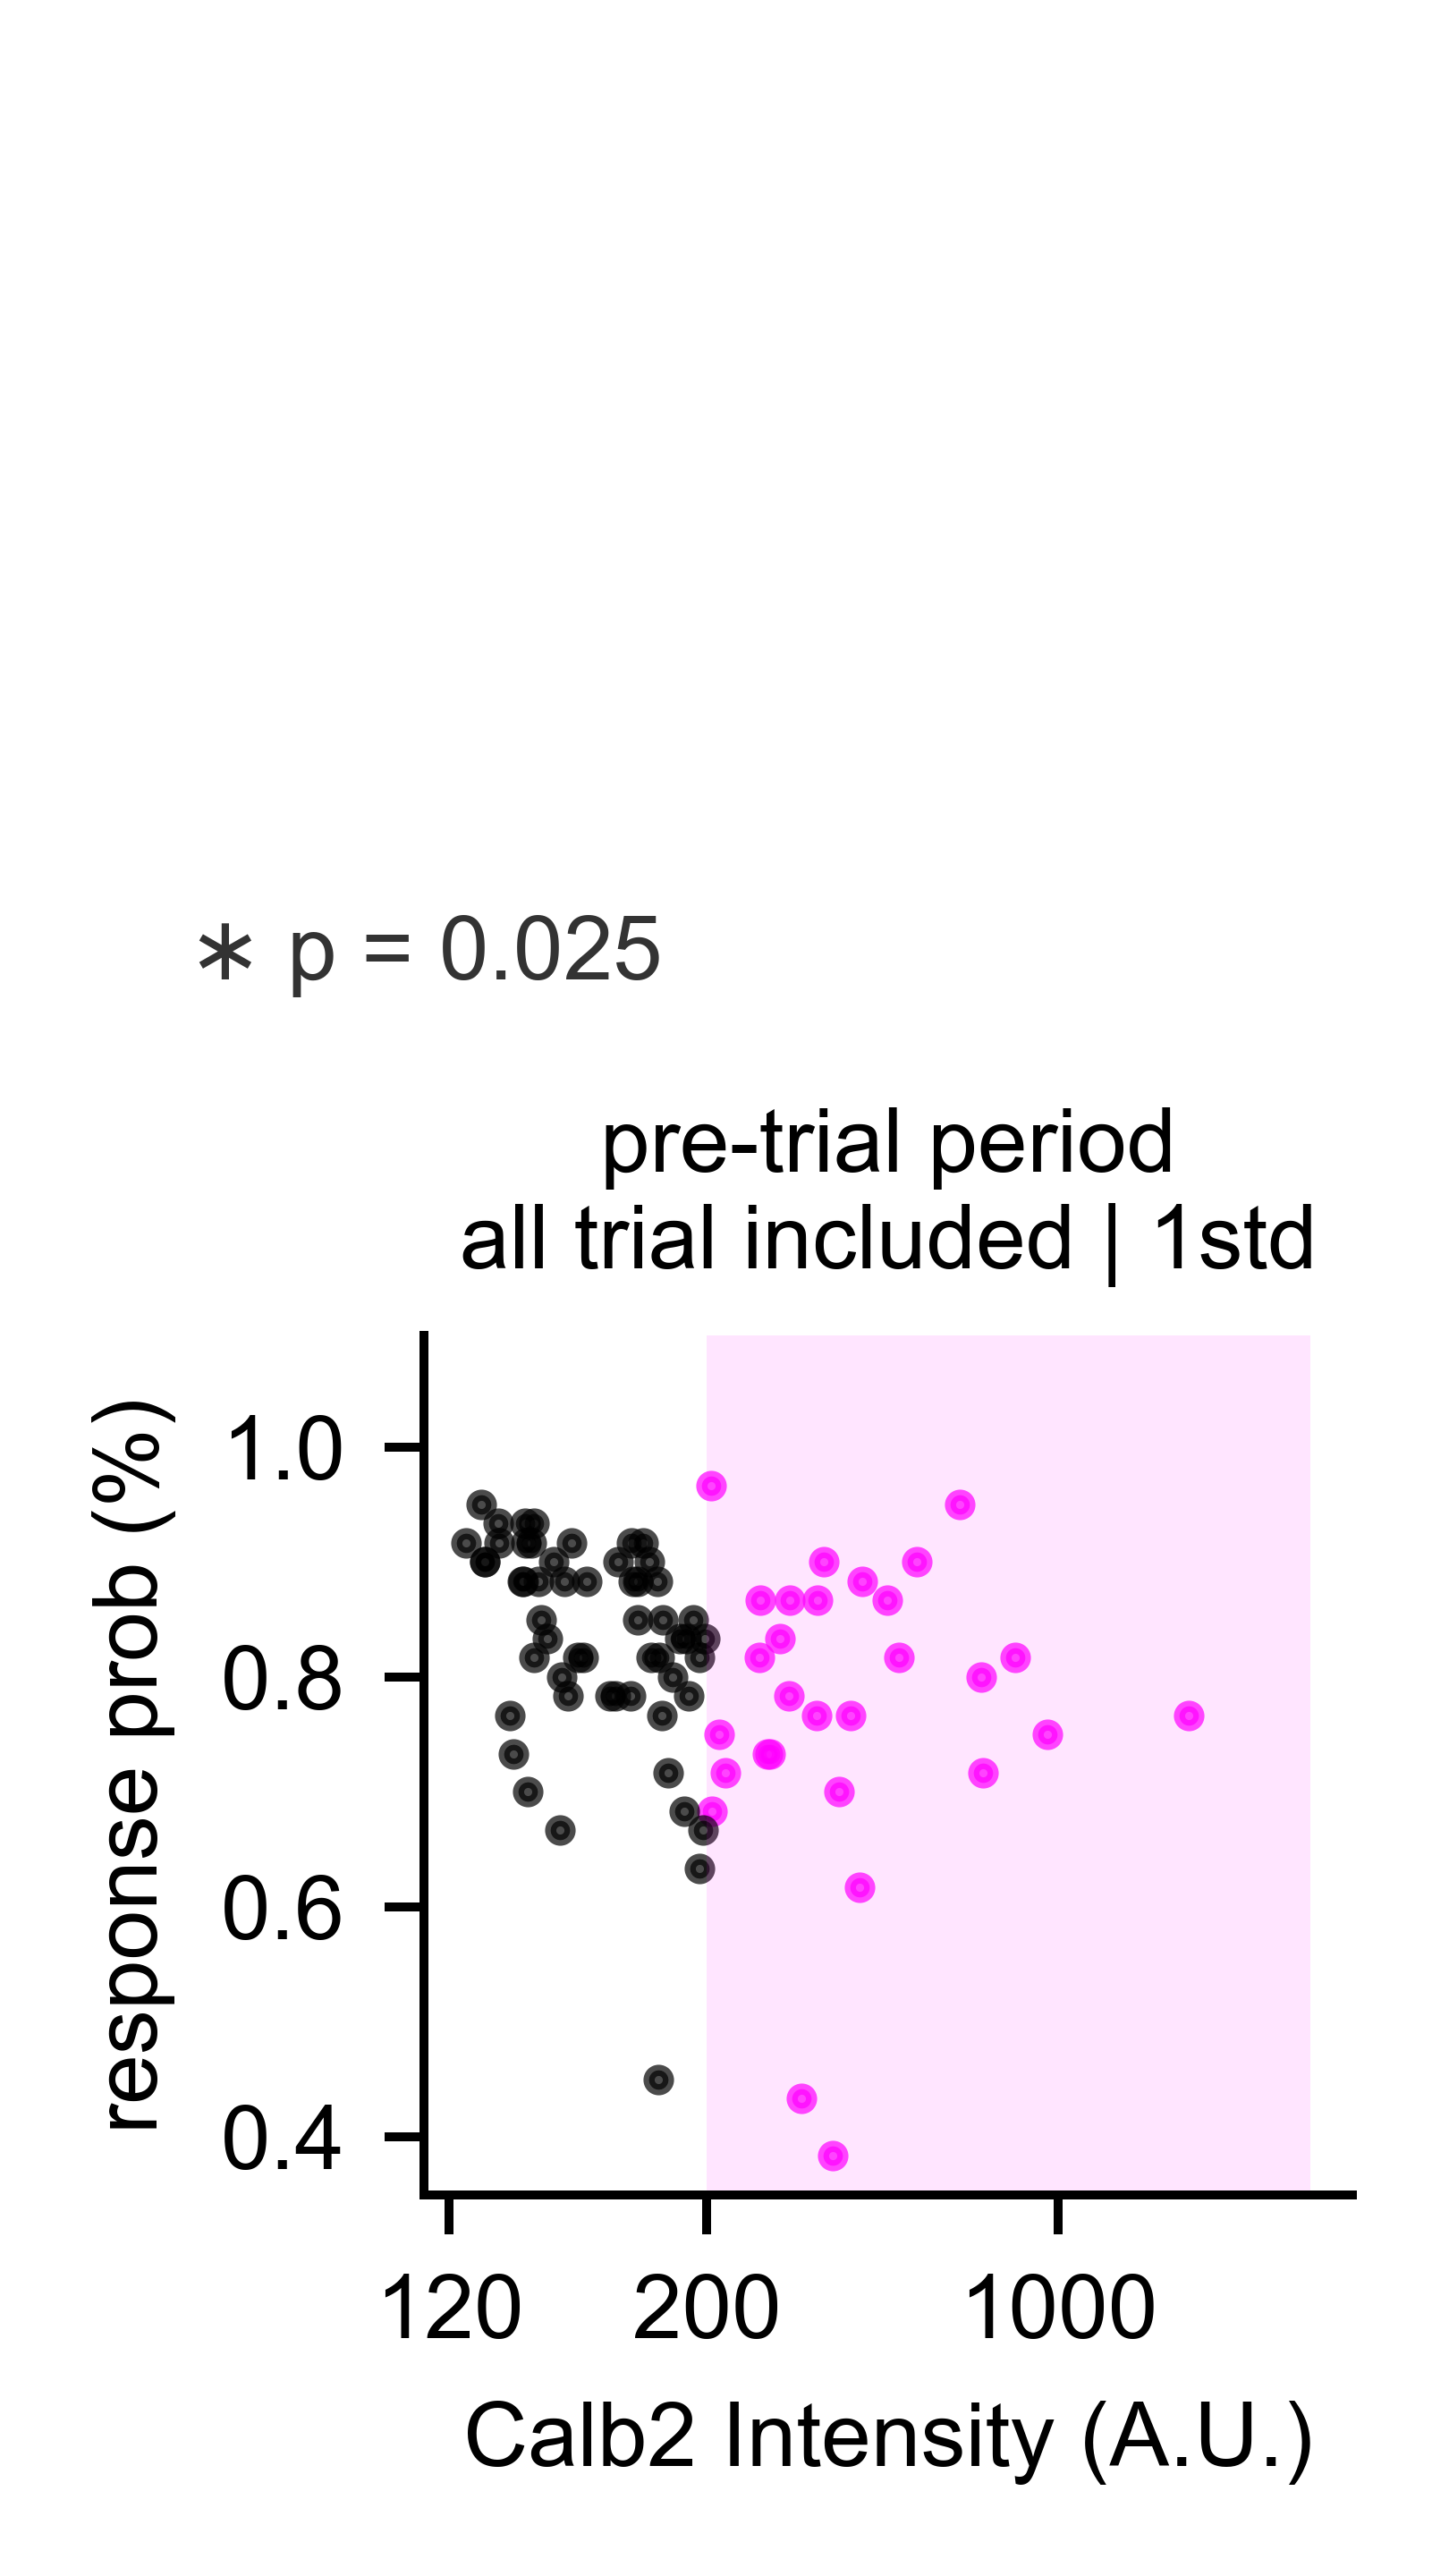 ∗ p = 0.025
pre-trial period
all trial included | 1std
response prob (%)
1.0
0.8
0.6
0.4
120 200 1000
Calb2 Intensity (A.U.)